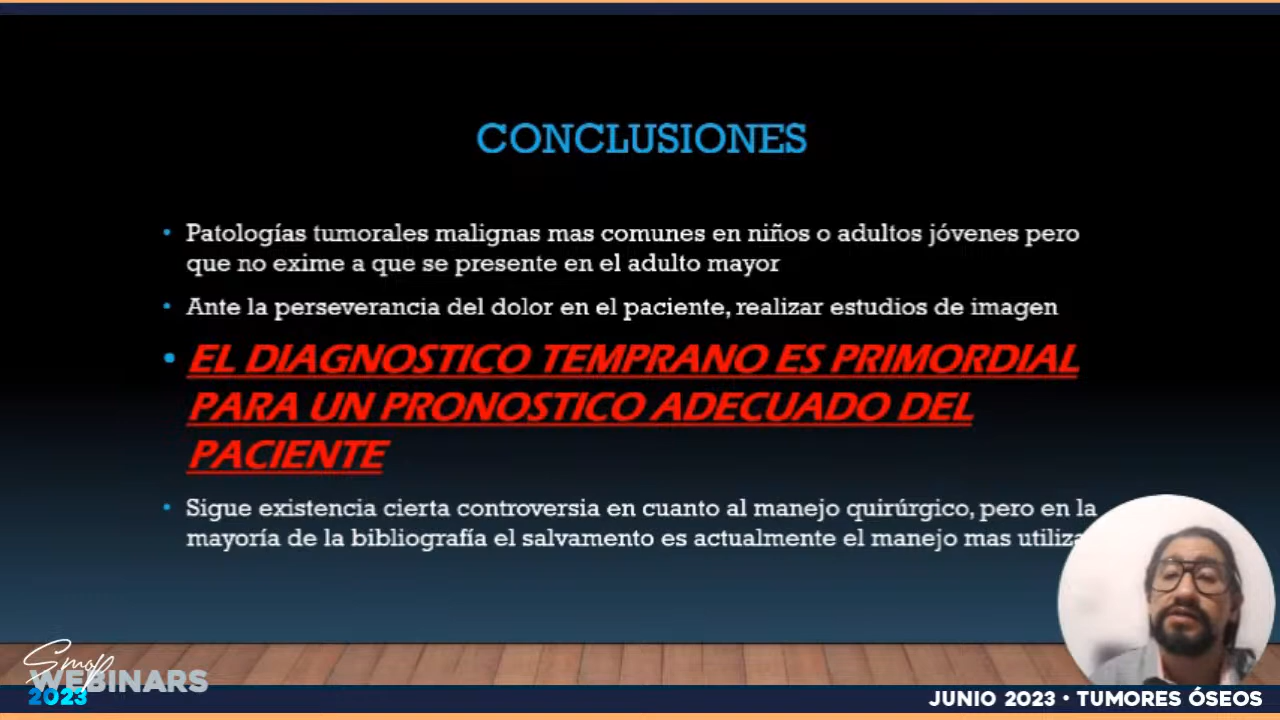 CONCLUSIONES
• Patologías tumorales malignas mas comunes en niños o adultos jóvenes pero
que no exime a que se presente en el adulto mayor
• Ante la perseverancia del dolor en el paciente, realizar estudios de imagen
• EL DIAGNOSTICO TEMPRANO ES PRIMORDIAL
PARA UN PRONOSTICO ADECUADO DEL
PACIENTE
• Sigue existencia cierta controversia en cuanto al manejo quirúrgico, pero en la
mayoría de la bibliografía el salvamento es actualmente el manejo mas
Smop
WEBINARS
2023
JUNIO 2023 • TUMORES ÓSEOS